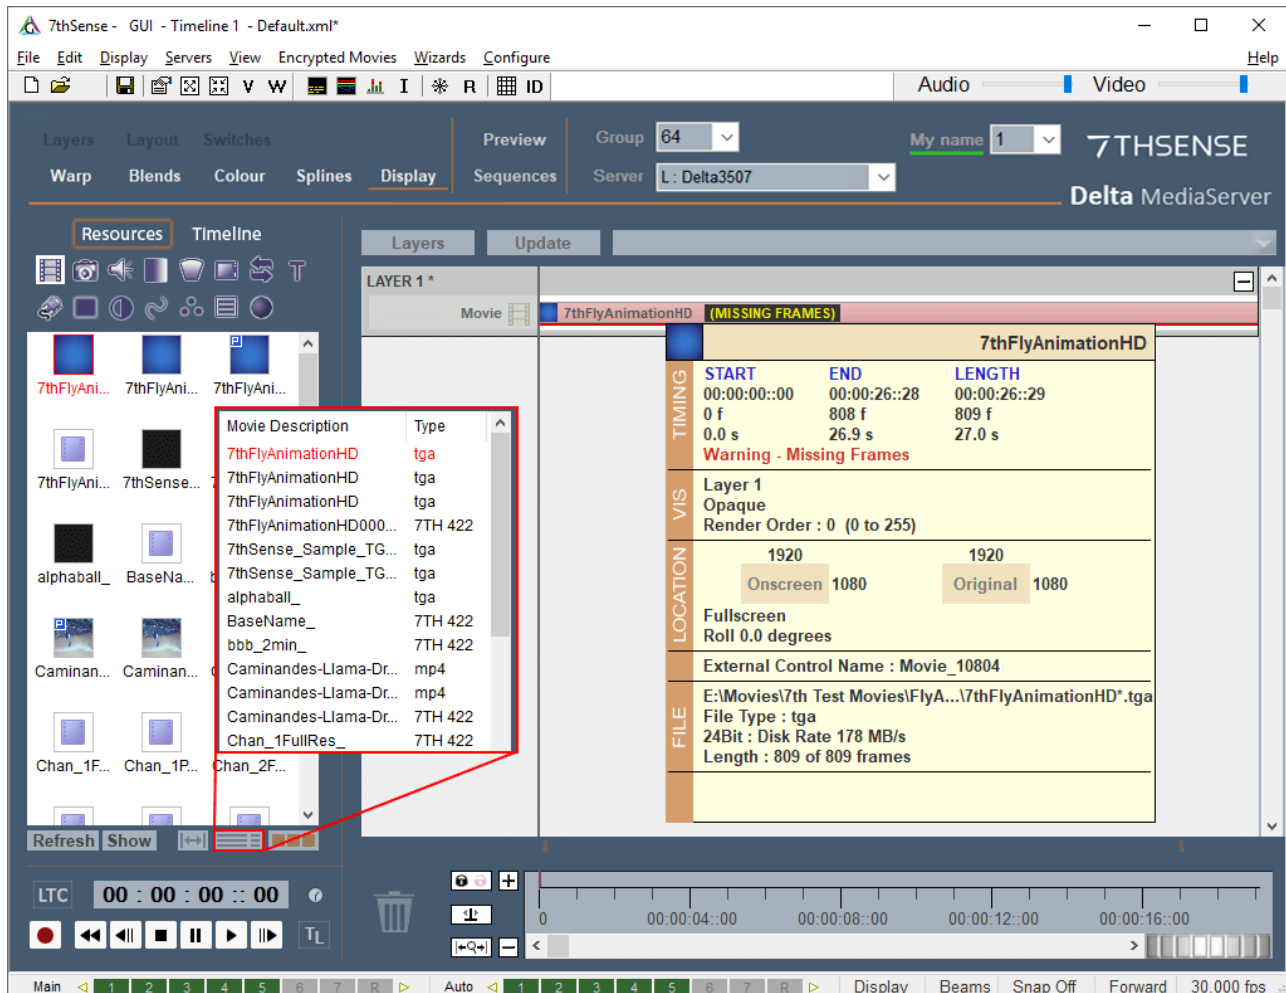 7thSense - GUI - Timeline 1 - Default.xml*
File Edit Display Servers View Encrypted Movies Wizards Configure Help
V W I R ID Audio Video
Layers Layout Switches Preview Group 64 My name 1 7THSENSE
Warp Blends Colour Splines Display Sequences Server L : Delta3507
Delta MediaServer
Resources Timeline
Layers Update
T
LAYER 1 *
Movie 7thFlyAnimationHD (MISSING FRAMES)
P
7thFlyAni... 7thFlyAni... 7thFlyAni...
7thFlyAni... 7thSense...
alphaball_ BaseNa...
P
Caminan... Caminan...
Chan_1F... Chan_1P... Chan_2F...
Movie Description Type
7thFlyAnimationHD tga
7thFlyAnimationHD tga
7thFlyAnimationHD tga
7thFlyAnimationHD000... 7TH 422
7thSense_Sample_TG... tga
7thSense_Sample_TG... tga
alphaball_ tga
BaseName_ 7TH 422
bbb_2min_ 7TH 422
Caminandes-Llama-Dr... mp4
Caminandes-Llama-Dr... mp4
Caminandes-Llama-Dr... 7TH 422
Chan_1FullRes_ 7TH 422
7thFlyAnimationHD
TIMING
START END LENGTH
00:00:00::00 00:00:26::28 00:00:26::29
0 f 808 f 809 f
0.0 s 26.9 s 27.0 s
Warning - Missing Frames
VIS
Layer 1
Opaque
Render Order : 0 (0 to 255)
LOCATION
1920 1920
Onscreen 1080 Original 1080
Fullscreen
Roll 0.0 degrees
External Control Name : Movie_10804
FILE
E:\Movies\7th Test Movies\FlyA...\7thFlyAnimationHD*.tga
File Type : tga
24Bit : Disk Rate 178 MB/s
Length : 809 of 809 frames
Refresh Show
LTC 00 : 00 : 00 :: 00
TL
0 00:00:04::00 00:00:08::00 00:00:12::00 00:00:16::00
Main 1 2 3 4 5 6 7 R Auto 1 2 3 4 5 6 7 R Display Beams Snap Off Forward 30.000 fps